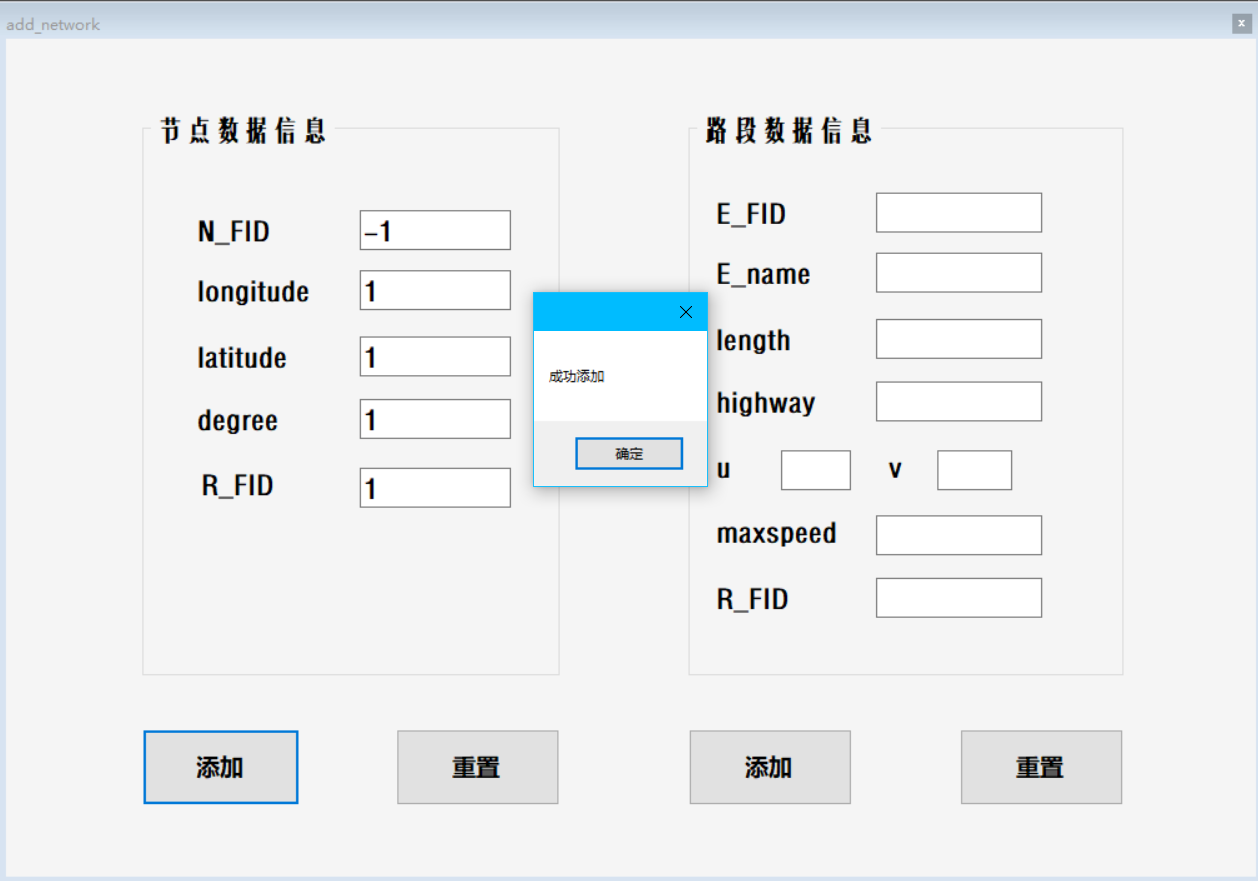 add_network
节点数据信息
N_FID
-1
longitude
1
latitude
1
degree
1
R_FID
1
成功添加
确定
路段数据信息
E_FID
E_name
length
highway
u
v
maxspeed
R_FID
添加
重置
添加
重置